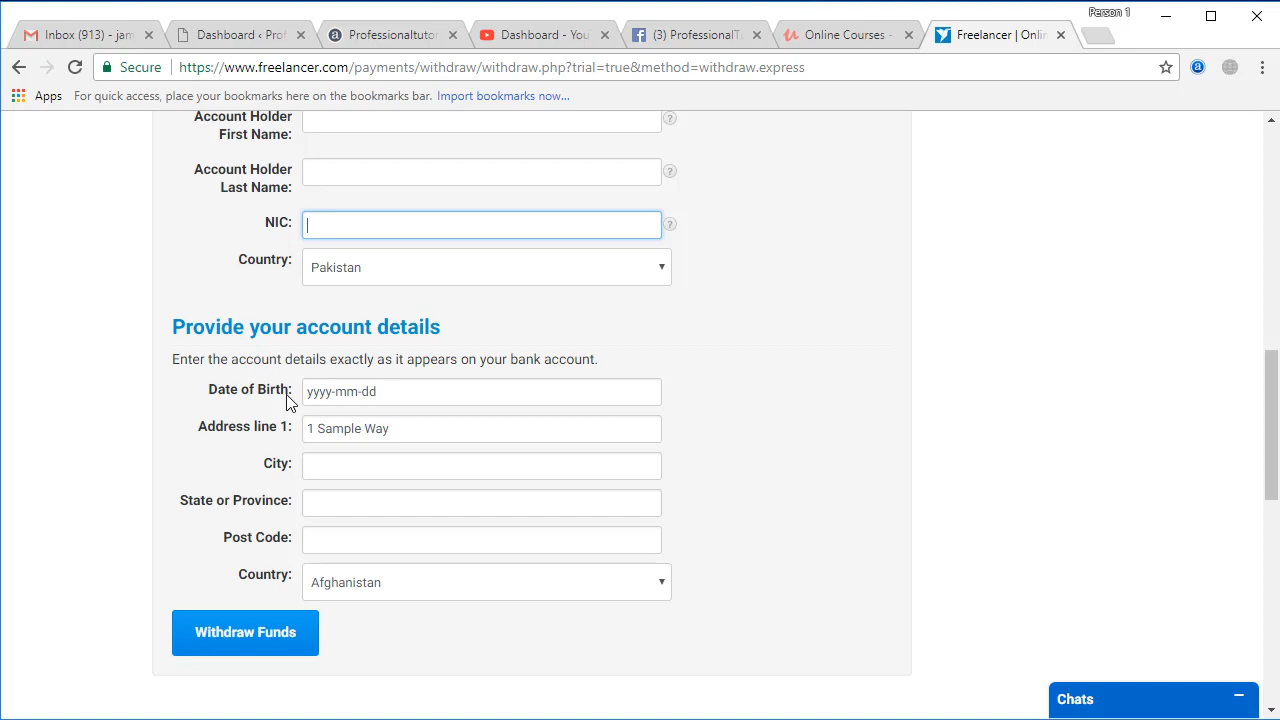 Person 1
Inbox (913) - jam
Dashboard ‹ Prof
Professionaltutor
Dashboard - You
(3) ProfessionalTu
Online Courses -
Freelancer | Onlin
Secure https://www.freelancer.com/payments/withdraw/withdraw.php?trial=true&method=withdraw.express
Apps For quick access, place your bookmarks here on the bookmarks bar. Import bookmarks now...
Account Holder
First Name:
?
Account Holder
Last Name:
?
NIC:
?
Country:
Pakistan
Provide your account details
Enter the account details exactly as it appears on your bank account.
Date of Birth:
yyyy-mm-dd
Address line 1:
1 Sample Way
City:
State or Province:
Post Code:
Country:
Afghanistan
Withdraw Funds
Chats